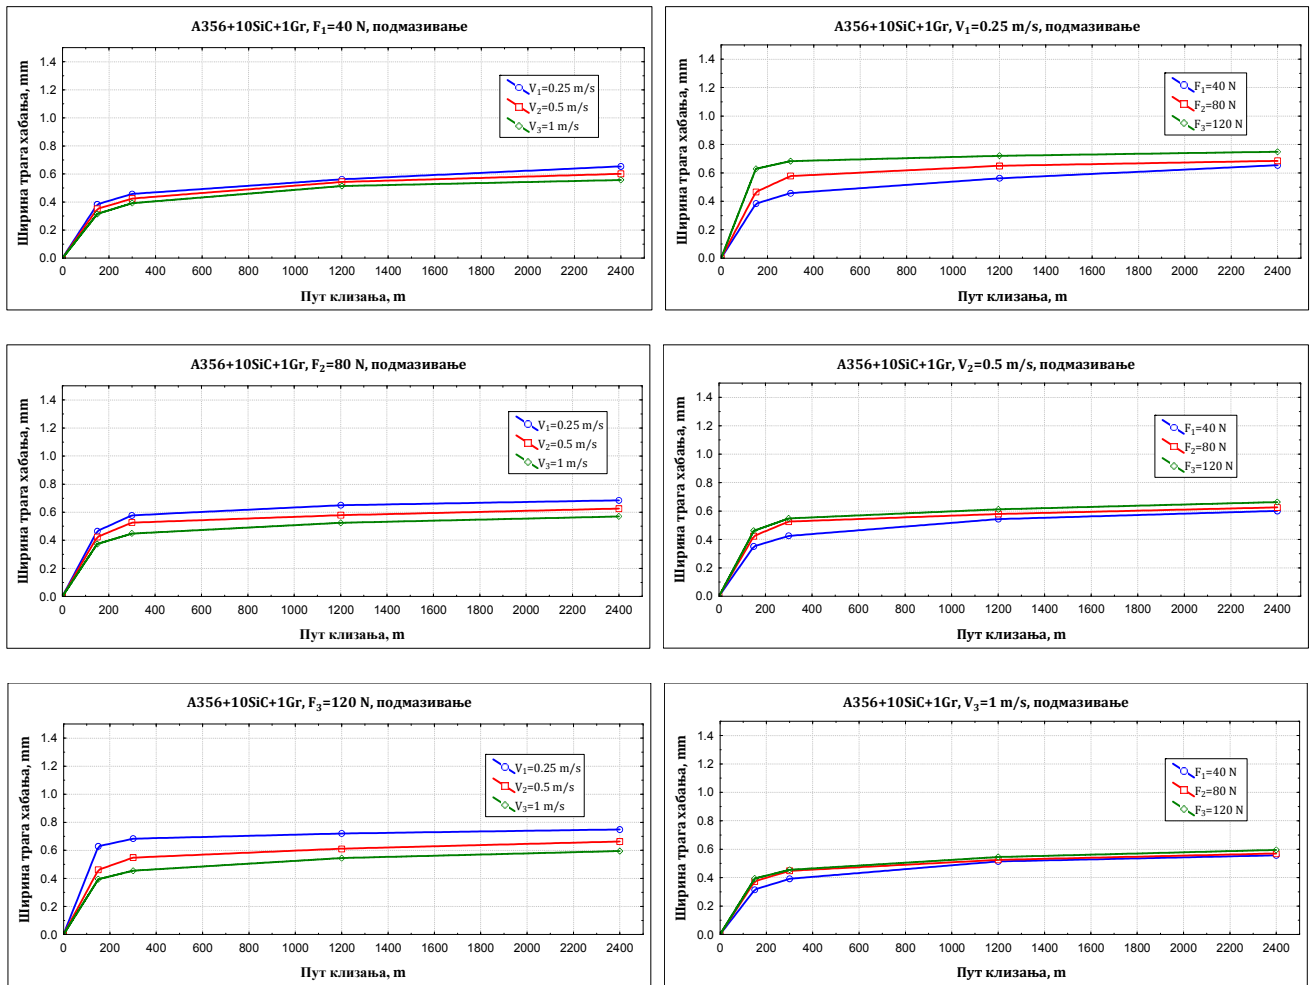 A356+10SiC+1Gr, F₁=40 N, подмазивање
Ширина трага хабања, mm
1.4
1.2
1.0
0.8
0.6
0.4
0.2
0.0
V₁=0.25 m/s
V₂=0.5 m/s
V₃=1 m/s
0 200 400 600 800 1000 1200 1400 1600 1800 2000 2200 2400
Пут клизања, m
A356+10SiC+1Gr, V₁=0.25 m/s, подмазивање
Ширина трага хабања, mm
1.4
1.2
1.0
0.8
0.6
0.4
0.2
0.0
F₁=40 N
F₂=80 N
F₃=120 N
0 200 400 600 800 1000 1200 1400 1600 1800 2000 2200 2400
Пут клизања, m
A356+10SiC+1Gr, F₂=80 N, подмазивање
Ширина трага хабања, mm
1.4
1.2
1.0
0.8
0.6
0.4
0.2
0.0
V₁=0.25 m/s
V₂=0.5 m/s
V₃=1 m/s
0 200 400 600 800 1000 1200 1400 1600 1800 2000 2200 2400
Пут клизања, m
A356+10SiC+1Gr, V₂=0.5 m/s, подмазивање
Ширина трага хабања, mm
1.4
1.2
1.0
0.8
0.6
0.4
0.2
0.0
F₁=40 N
F₂=80 N
F₃=120 N
0 200 400 600 800 1000 1200 1400 1600 1800 2000 2200 2400
Пут клизања, m
A356+10SiC+1Gr, F₃=120 N, подмазивање
Ширина трага хабања, mm
1.4
1.2
1.0
0.8
0.6
0.4
0.2
0.0
V₁=0.25 m/s
V₂=0.5 m/s
V₃=1 m/s
0 200 400 600 800 1000 1200 1400 1600 1800 2000 2200 2400
Пут клизања, m
A356+10SiC+1Gr, V₃=1 m/s, подмазивање
Ширина трага хабања, mm
1.4
1.2
1.0
0.8
0.6
0.4
0.2
0.0
F₁=40 N
F₂=80 N
F₃=120 N
0 200 400 600 800 1000 1200 1400 1600 1800 2000 2200 2400
Пут клизања, m